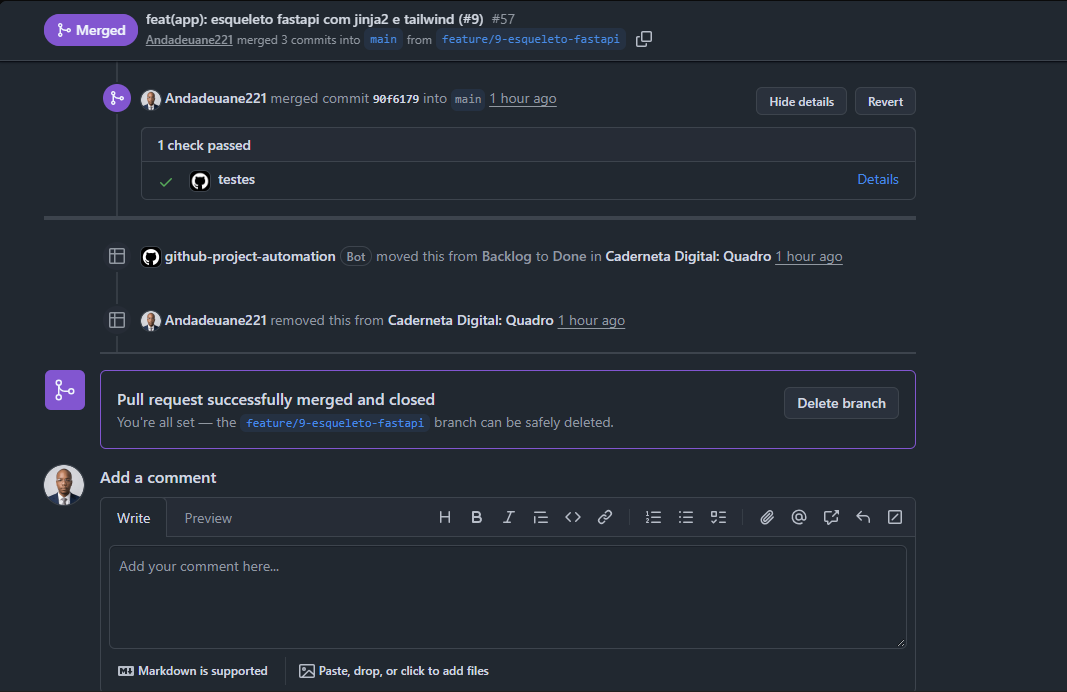 Merged
feat(app): esqueleto fastapi com jinja2 e tailwind (#9) #57
Andadeuane221 merged 3 commits into main from feature/9-esqueleto-fastapi
Andadeuane221 merged commit 90f6179 into main 1 hour ago
Hide details
Revert
1 check passed
testes
Details
github-project-automation Bot moved this from Backlog to Done in Caderneta Digital: Quadro 1 hour ago
Andadeuane221 removed this from Caderneta Digital: Quadro 1 hour ago
Pull request successfully merged and closed
You're all set — the feature/9-esqueleto-fastapi branch can be safely deleted.
Delete branch
Add a comment
Write
Preview
Add your comment here...
Markdown is supported
Paste, drop, or click to add files